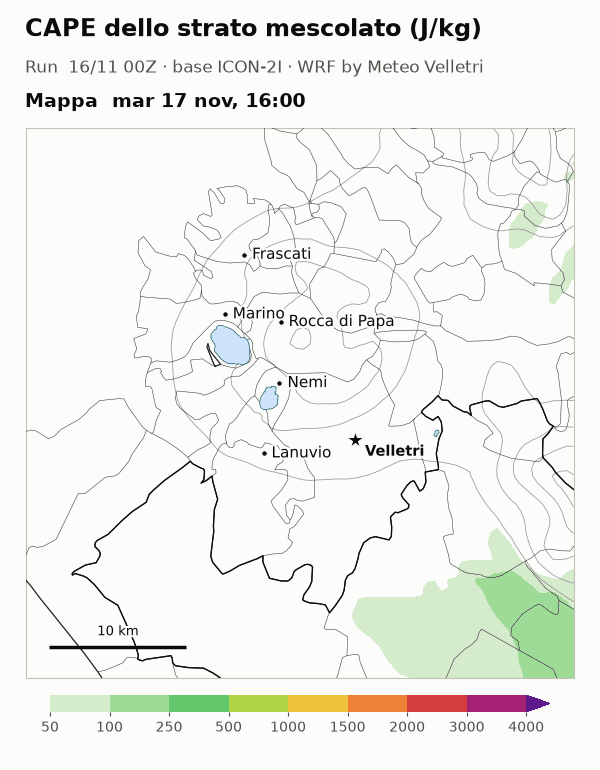 CAPE dello strato mescolato (J/kg)
Run  16/11 00Z · base ICON-2I · WRF by Meteo Velletri
Mappa  mar 17 nov, 16:00
Frascati
Marino
Rocca di Papa
Nemi
Velletri
Lanuvio
10 km
50 100 250 500 1000 1500 2000 3000 4000